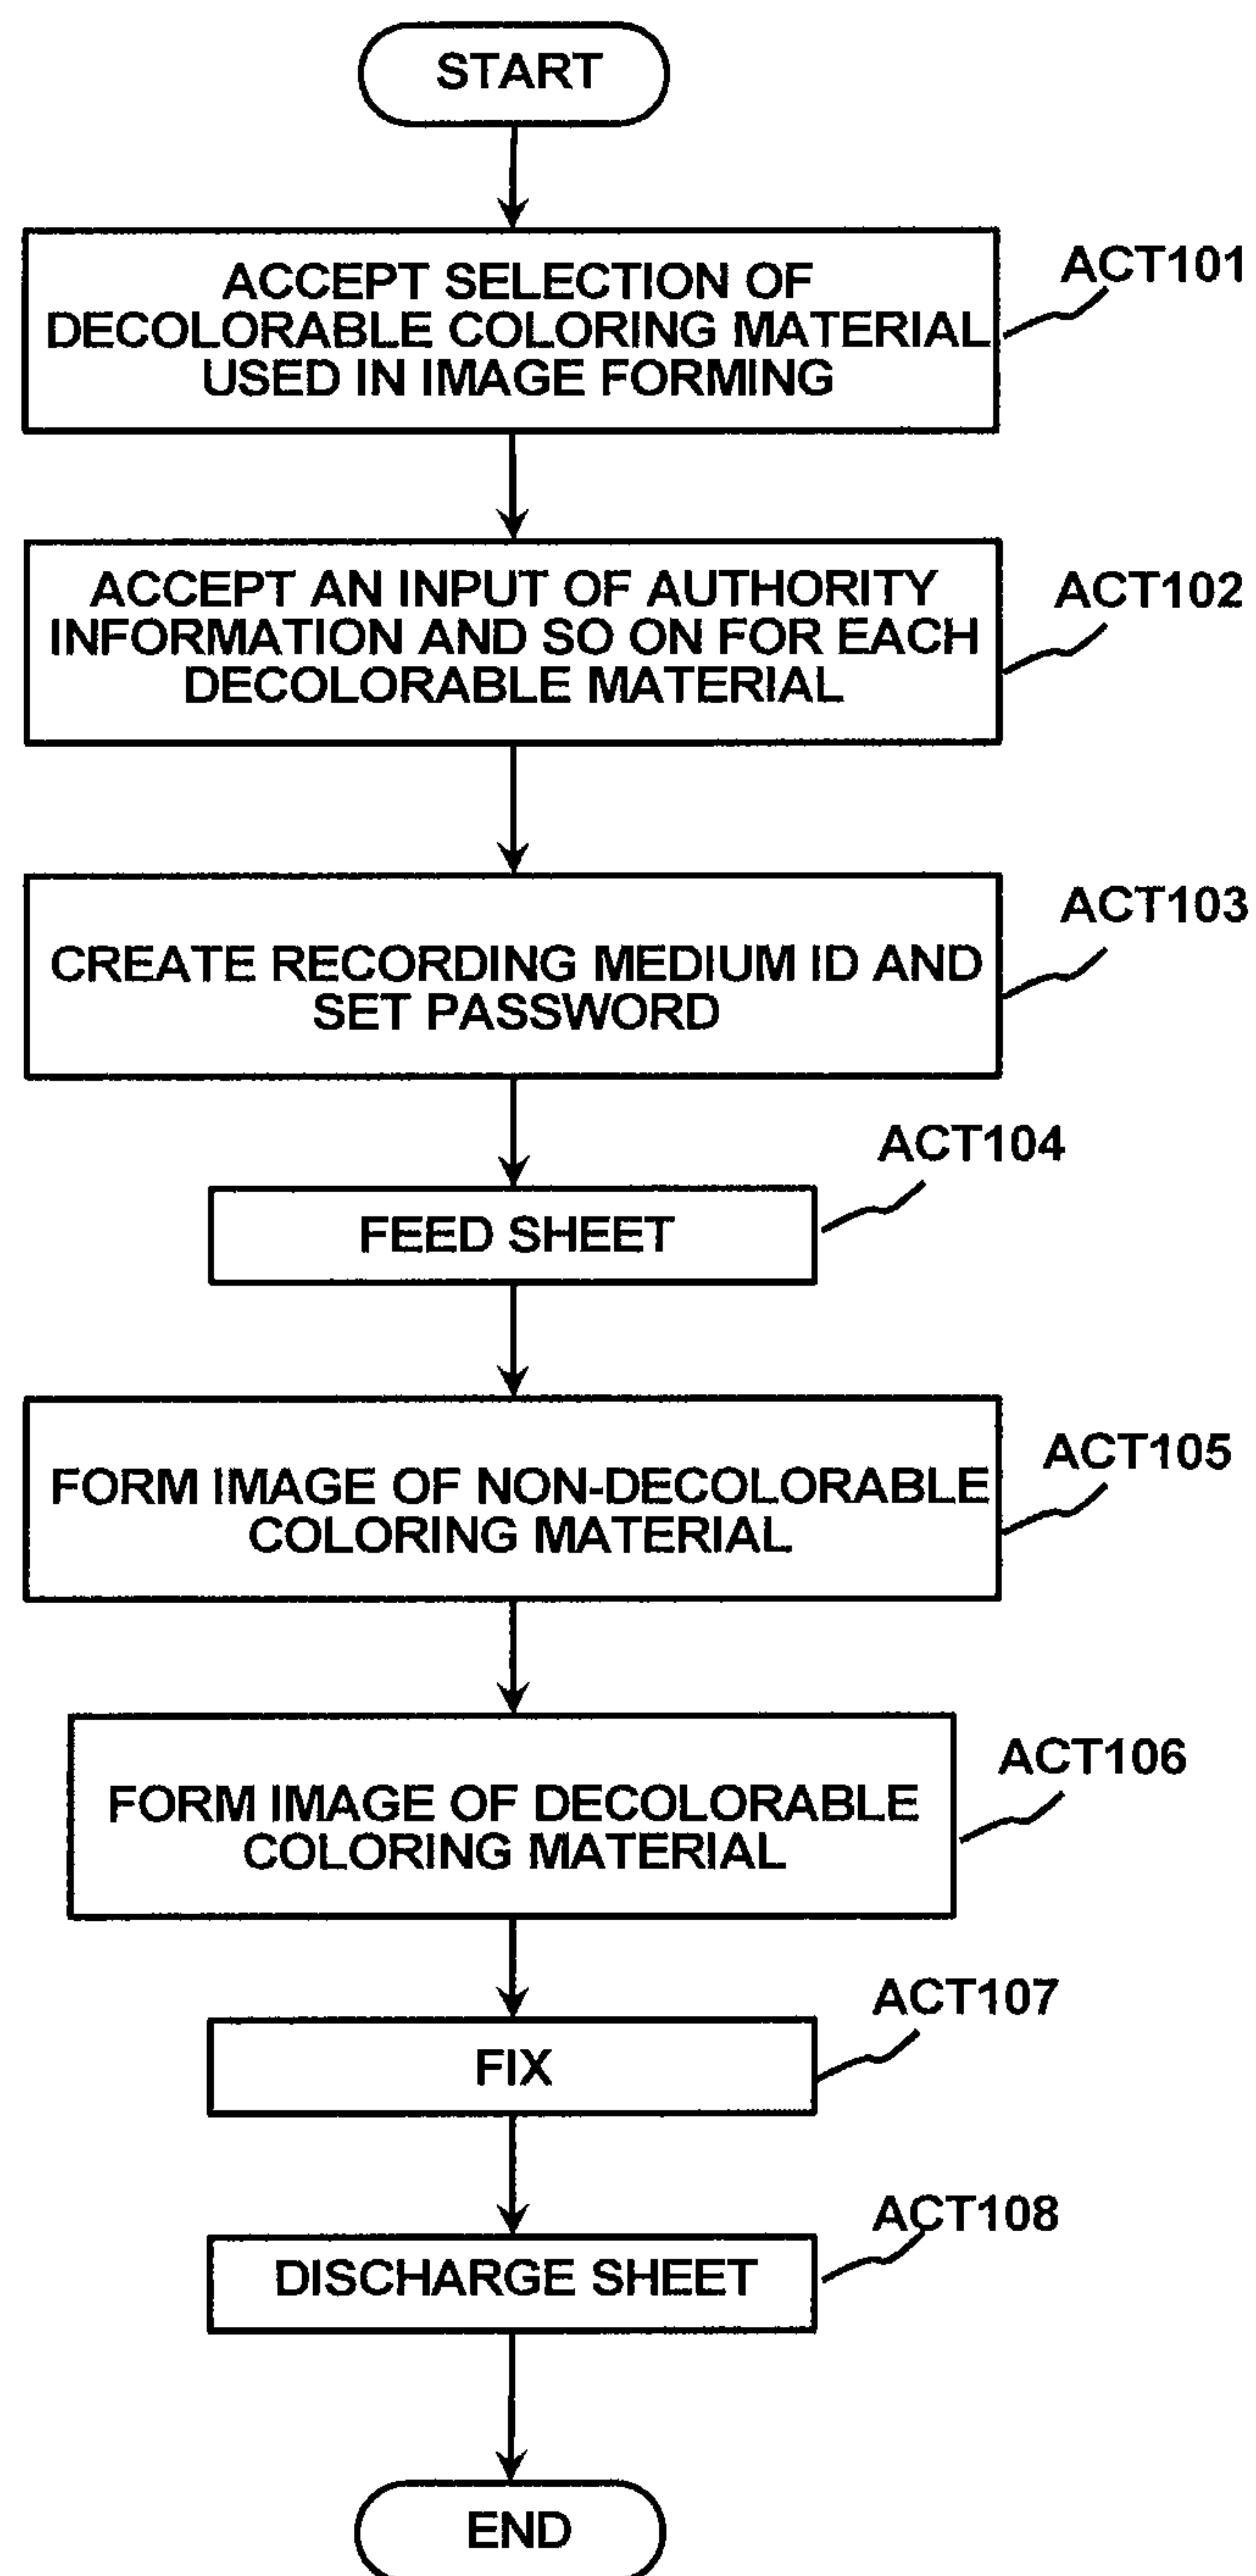 START
ACCEPT SELECTION OF
DECOLORABLE COLORING MATERIAL
USED IN IMAGE FORMING
ACT101
ACCEPT AN INPUT OF AUTHORITY
INFORMATION AND SO ON FOR EACH
DECOLORABLE MATERIAL
ACT102
CREATE RECORDING MEDIUM ID AND
SET PASSWORD
ACT103
FEED SHEET
ACT104
FORM IMAGE OF NON-DECOLORABLE
COLORING MATERIAL
ACT105
FORM IMAGE OF DECOLORABLE
COLORING MATERIAL
ACT106
FIX
ACT107
DISCHARGE SHEET
ACT108
END